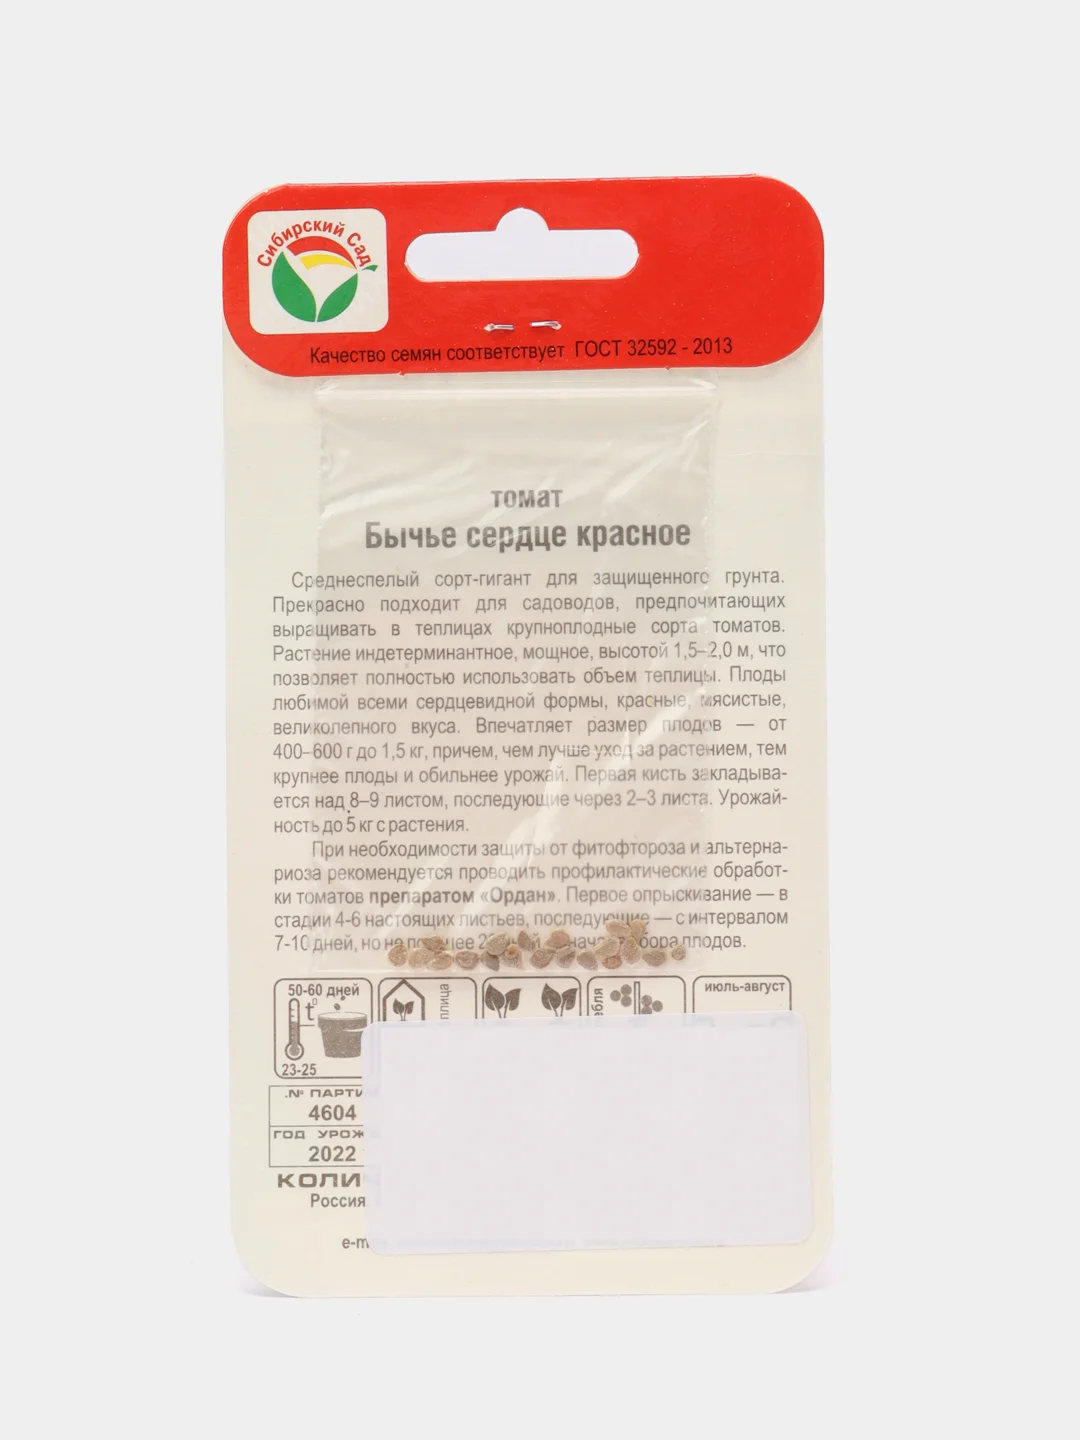 Сибирский Сад
Качество семян соответствует ГОСТ 32592 - 2013
томат
Бычье сердце красное
Среднеспелый сорт-гигант для защищенного грунта.
Прекрасно подходит для садоводов, предпочитающих
выращивать в теплицах крупноплодные сорта томатов.
Растение индетерминантное, мощное, высотой 1,5–2,0 м, что
позволяет полностью использовать объем теплицы. Плоды
любимой всеми сердцевидной формы, красные, мясистые,
великолепного вкуса. Впечатляет размер плодов — от
400–600 г до 1,5 кг, причем, чем лучше уход за растением, тем
крупнее плоды и обильнее урожай. Первая кисть закладыва-
ется над 8–9 листом, последующие через 2–3 листа. Урожай-
ность до 5 кг с растения.
При необходимости защиты от фитофтороза и альтерна-
риоза рекомендуется проводить профилактические обработ-
ки томатов препаратом «Ордан». Первое опрыскивание — в
стадии 4-6 настоящих листьев, последующие — с интервалом
7-10 дней, но не плодов.
50-60 дней
t°
23-25
июль-август
№ ПАРТИ
4604
ГОД УРОЖ
2022
КОЛИЧ
Россия
e-m